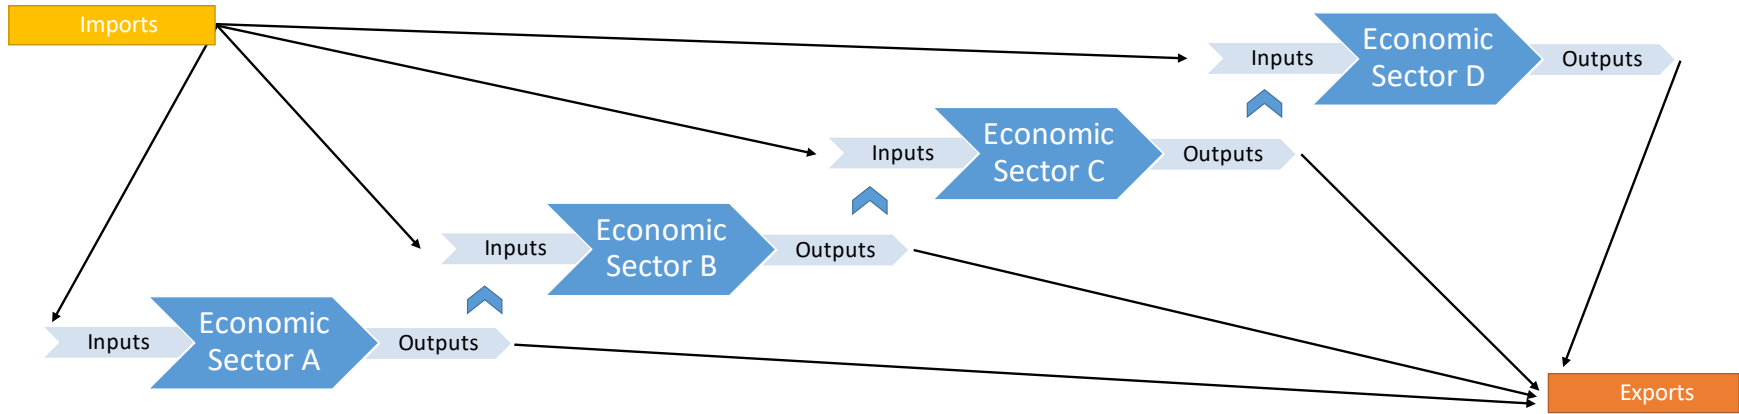 Imports
Economic
Sector D
Inputs
Outputs
Economic
Sector C
Inputs
Outputs
Economic
Sector B
Inputs
Outputs
Economic
Sector A
Inputs
Outputs
Exports